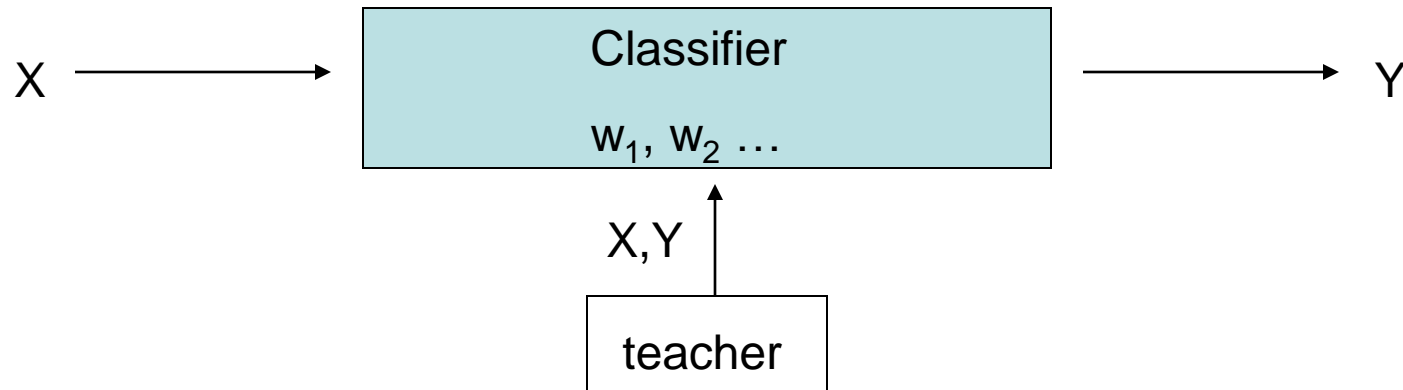 Classifier
X
Y
w₁, w₂ …
X,Y
teacher